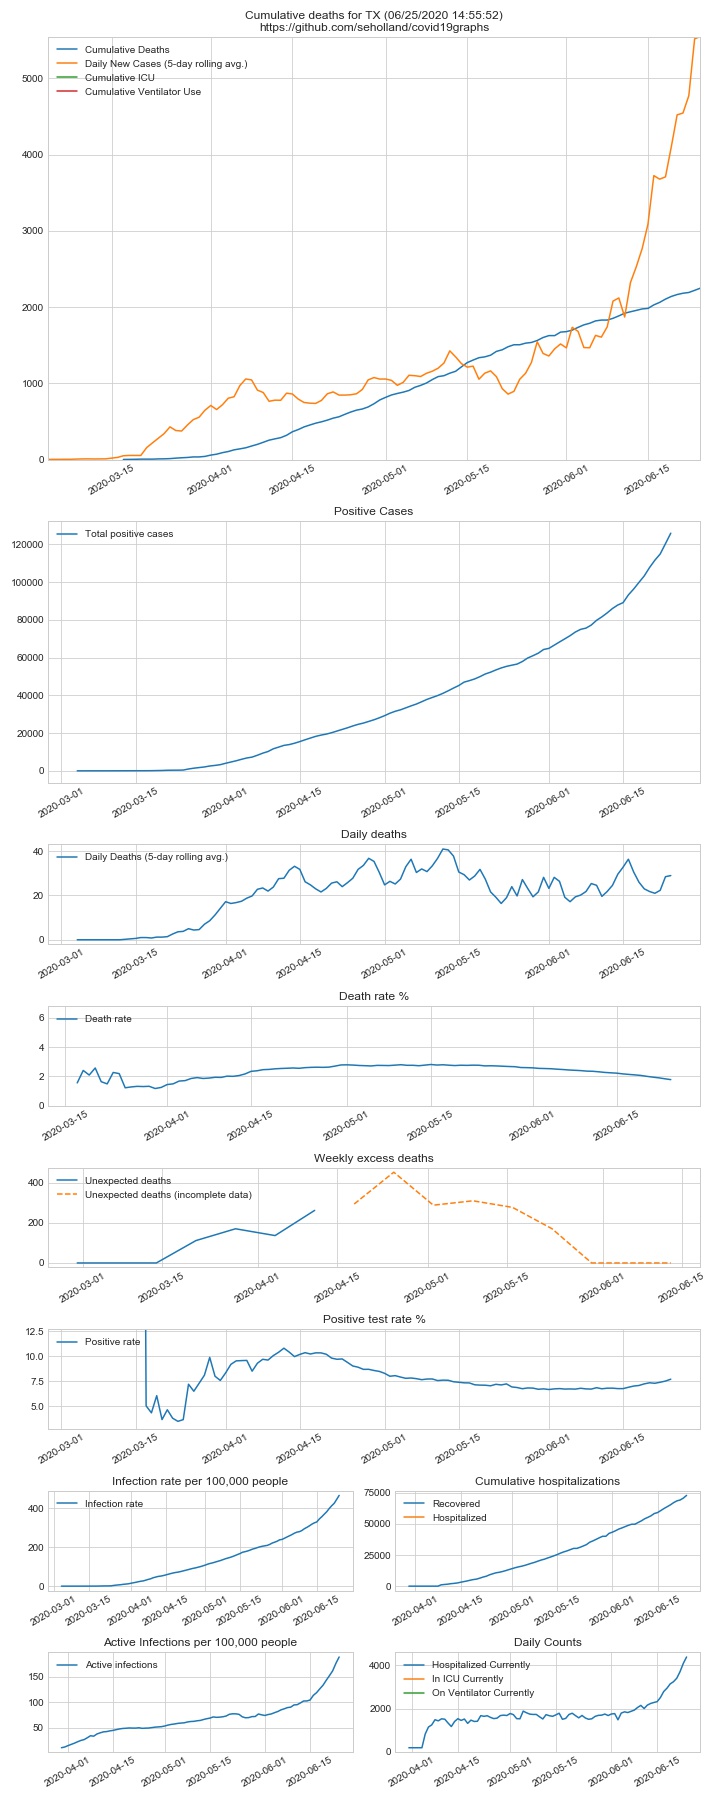 Cumulative deaths for TX (06/25/2020 14:55:52)
https://github.com/seholland/covid19graphs
Cumulative Deaths
Daily New Cases (5-day rolling avg.)
Cumulative ICU
Cumulative Ventilator Use
5000
4000
3000
2000
1000
0
2020-03-15 2020-04-01 2020-04-15 2020-05-01 2020-05-15 2020-06-01 2020-06-15
Positive Cases
Total positive cases
120000
100000
80000
60000
40000
20000
0
2020-03-01 2020-03-15 2020-04-01 2020-04-15 2020-05-01 2020-05-15 2020-06-01 2020-06-15
Daily deaths
Daily Deaths (5-day rolling avg.)
40
20
0
2020-03-01 2020-03-15 2020-04-01 2020-04-15 2020-05-01 2020-05-15 2020-06-01 2020-06-15
Death rate %
Death rate
6
4
2
0
2020-03-15 2020-04-01 2020-04-15 2020-05-01 2020-05-15 2020-06-01 2020-06-15
Weekly excess deaths
Unexpected deaths
Unexpected deaths (incomplete data)
400
200
0
2020-03-01 2020-03-15 2020-04-01 2020-04-15 2020-05-01 2020-05-15 2020-06-01 2020-06-15
Positive test rate %
Positive rate
12.5
10.0
7.5
5.0
2020-03-01 2020-03-15 2020-04-01 2020-04-15 2020-05-01 2020-05-15 2020-06-01 2020-06-15
Infection rate per 100,000 people
Infection rate
400
200
0
2020-03-01 2020-03-15 2020-04-01 2020-04-15 2020-05-01 2020-05-15 2020-06-01 2020-06-15
Cumulative hospitalizations
Recovered
Hospitalized
75000
50000
25000
0
2020-04-01 2020-04-15 2020-05-01 2020-05-15 2020-06-01 2020-06-15
Active Infections per 100,000 people
Active infections
150
100
50
2020-04-01 2020-04-15 2020-05-01 2020-05-15 2020-06-01 2020-06-15
Daily Counts
Hospitalized Currently
In ICU Currently
On Ventilator Currently
4000
2000
0
2020-04-01 2020-04-15 2020-05-01 2020-05-15 2020-06-01 2020-06-15